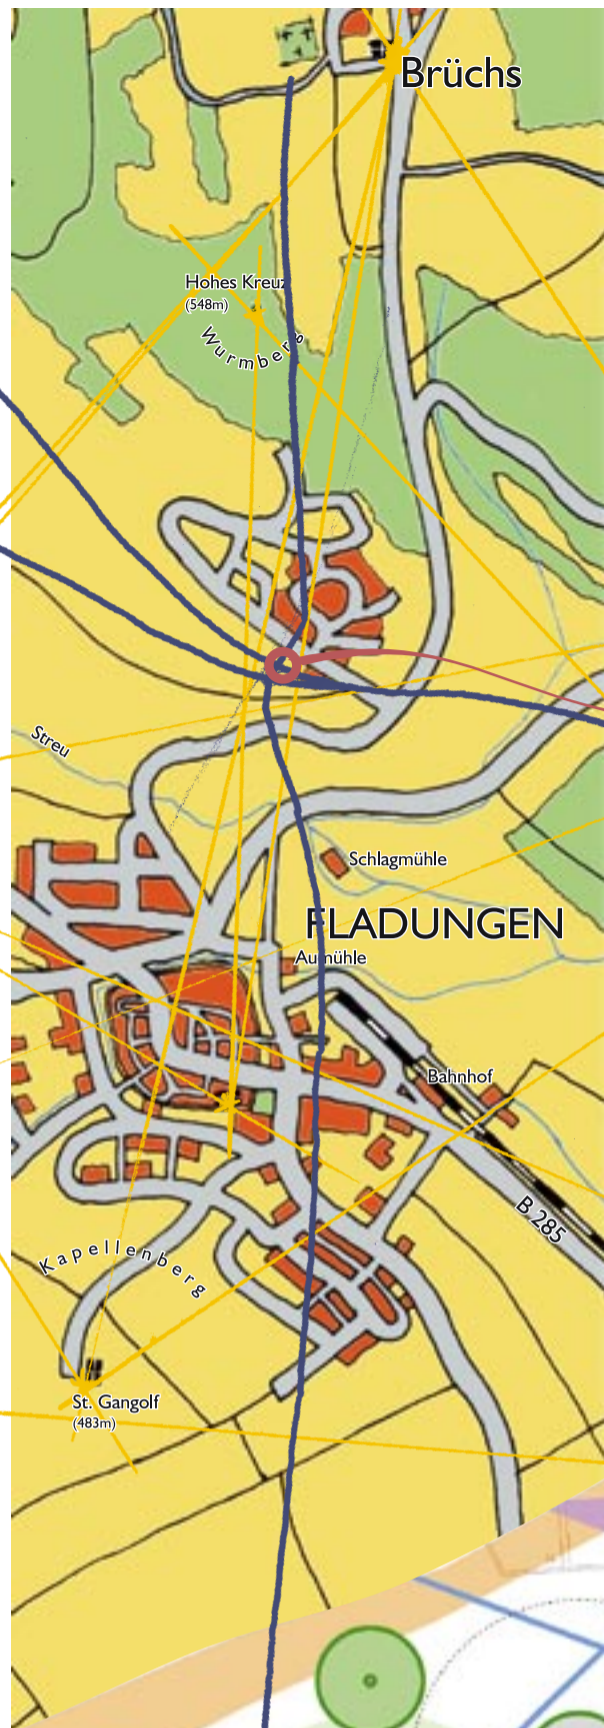 Brüchs
Hohes Kreuz
(548m)
Wurmberg
Streu
Schlagmühle
FLADUNGEN
Aumühle
Bahnhof
B 285
Kapellenberg
St. Gangolf
(483m)